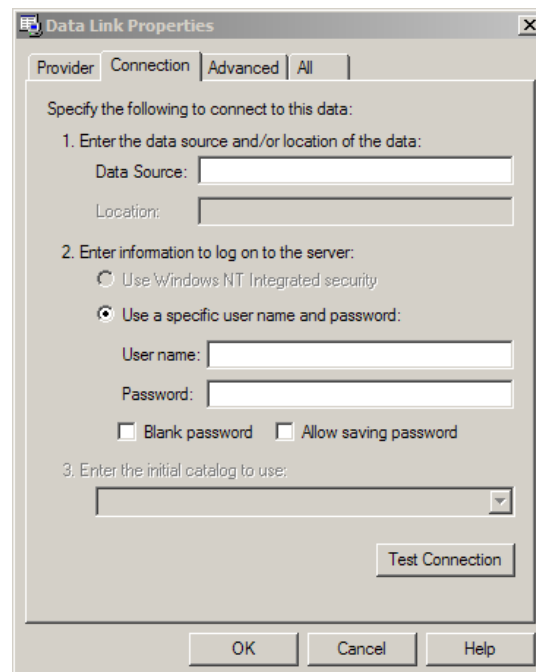 Data Link Properties
Provider Connection Advanced All
Specify the following to connect to this data:
1. Enter the data source and/or location of the data:
Data Source:
Location:
2. Enter information to log on to the server:
Use Windows NT Integrated security
Use a specific user name and password:
User name:
Password:
Blank password Allow saving password
3. Enter the initial catalog to use:
Test Connection
OK Cancel Help